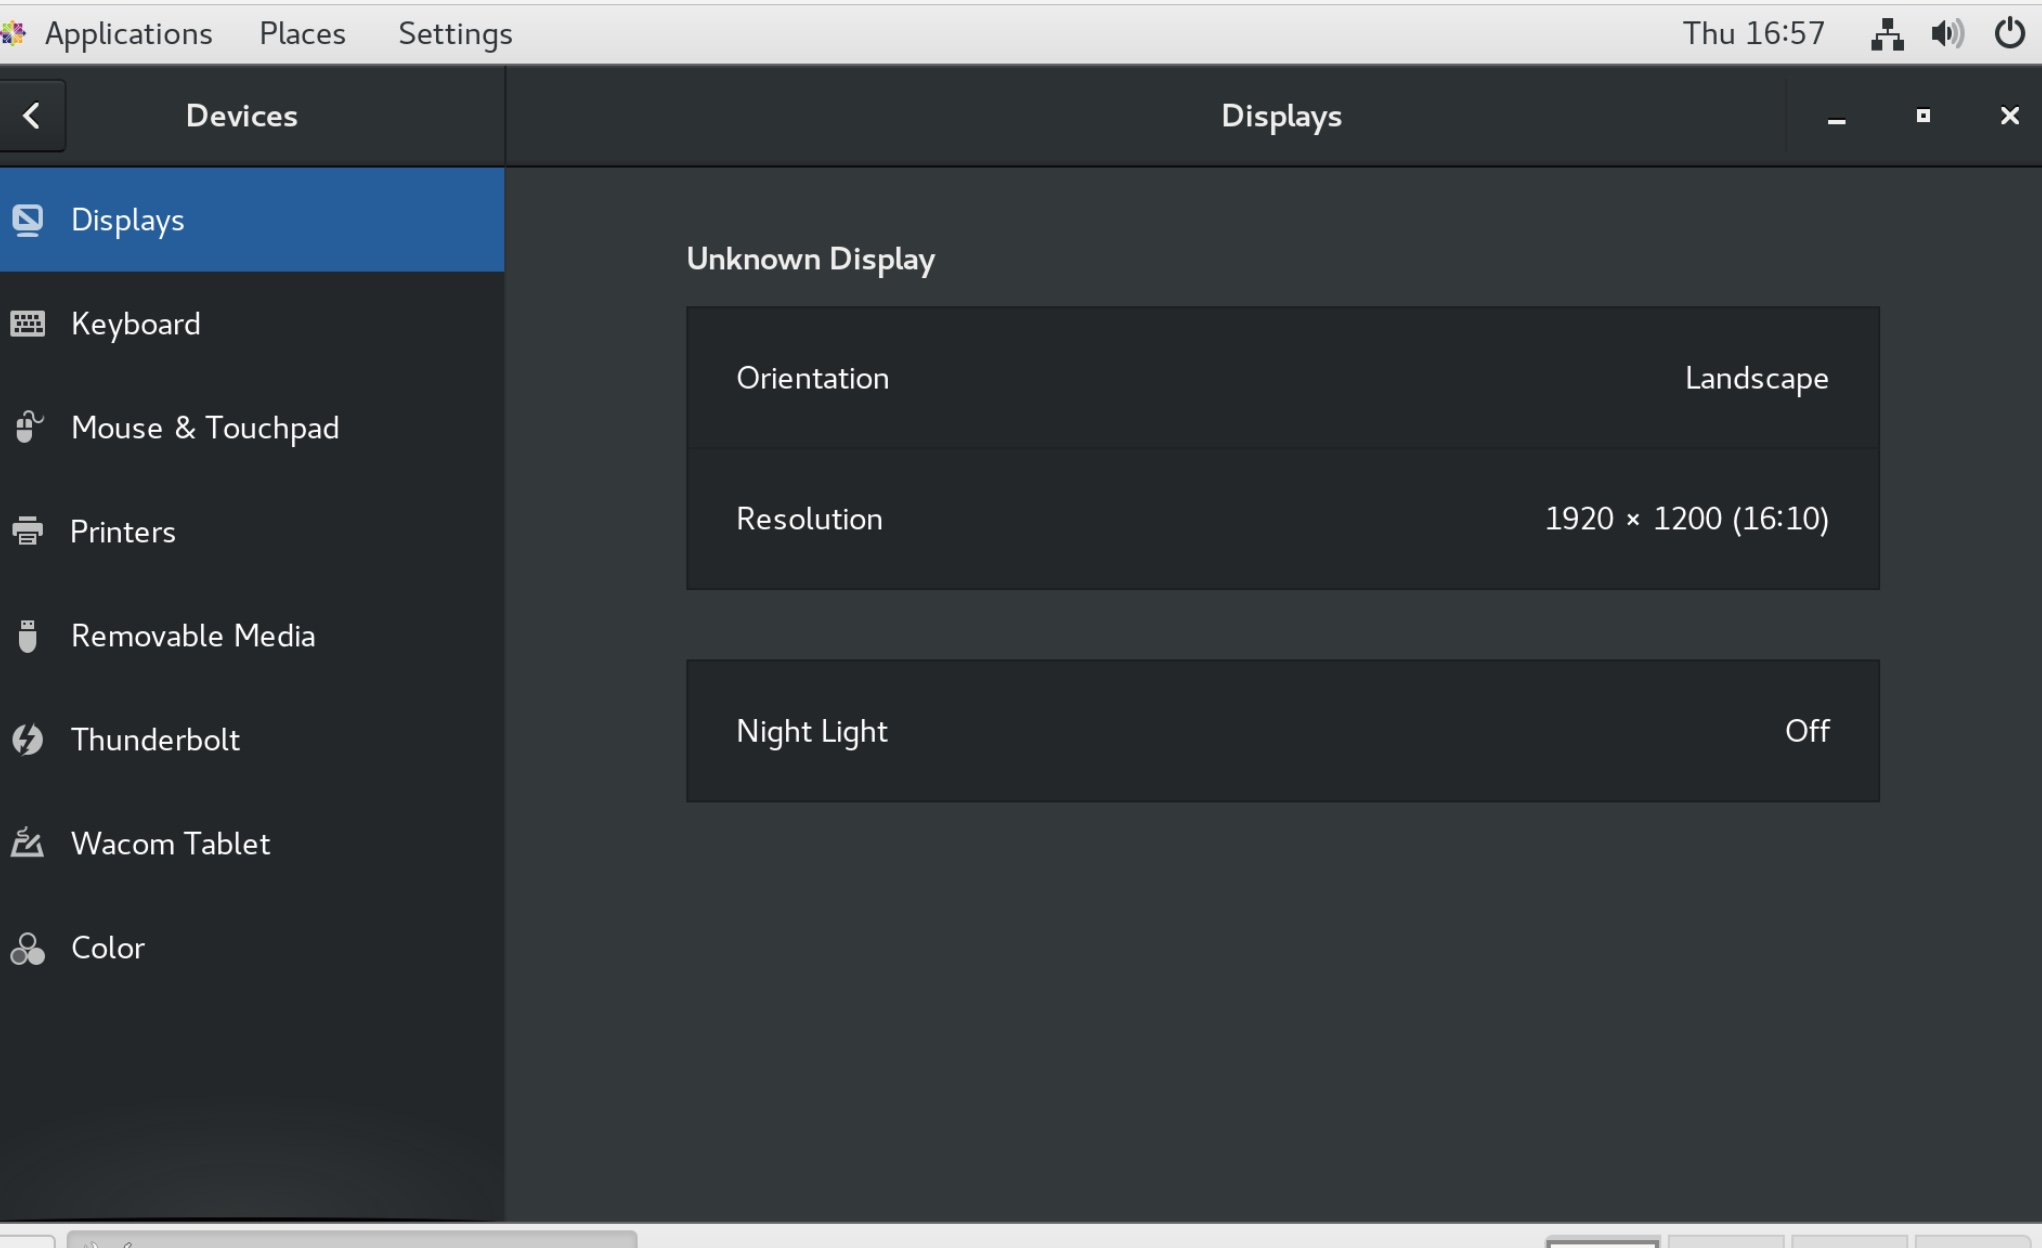 Applications Places Settings Thu 16:57
Devices
Displays
Displays
Keyboard
Mouse & Touchpad
Printers
Removable Media
Thunderbolt
Wacom Tablet
Color
Unknown Display
Orientation Landscape
Resolution 1920 × 1200 (16:10)
Night Light Off